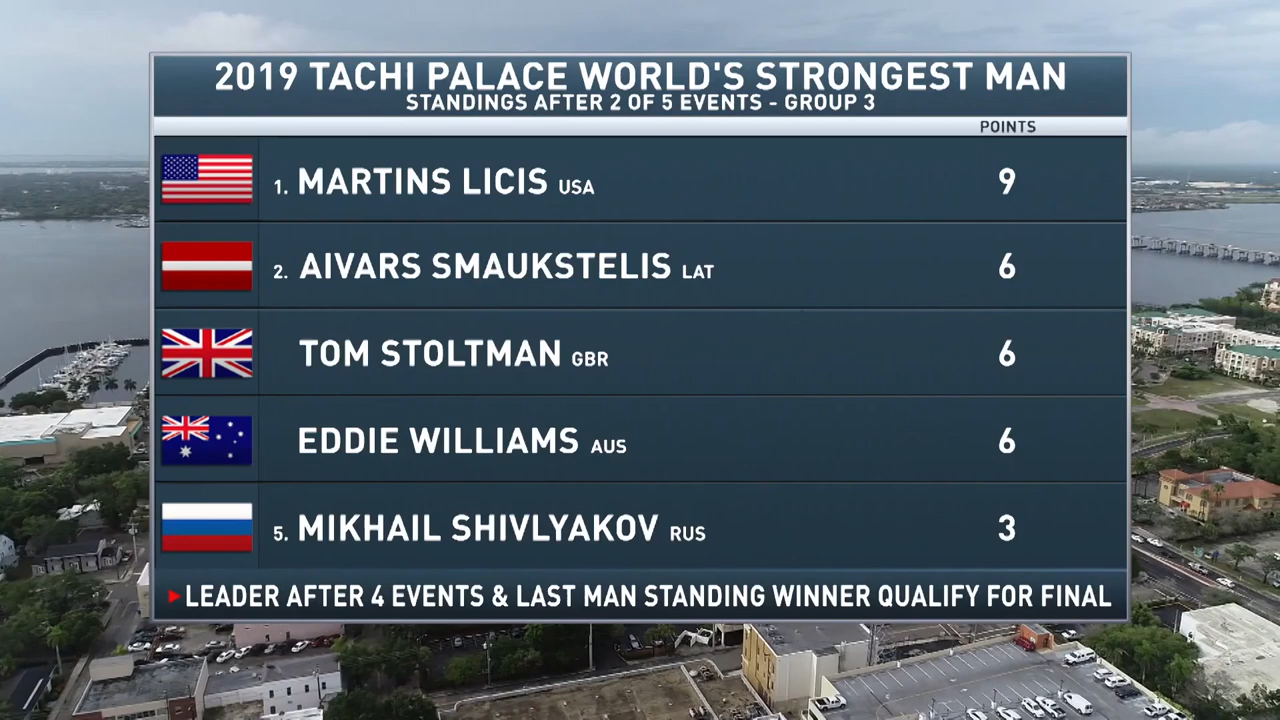 2019 TACHI PALACE WORLD'S STRONGEST MAN
STANDINGS AFTER 2 OF 5 EVENTS - GROUP 3
POINTS
1. MARTINS LICIS USA 9
2. AIVARS SMAUKSTELIS LAT 6
TOM STOLTMAN GBR 6
EDDIE WILLIAMS AUS 6
5. MIKHAIL SHIVLYAKOV RUS 3
LEADER AFTER 4 EVENTS & LAST MAN STANDING WINNER QUALIFY FOR FINAL